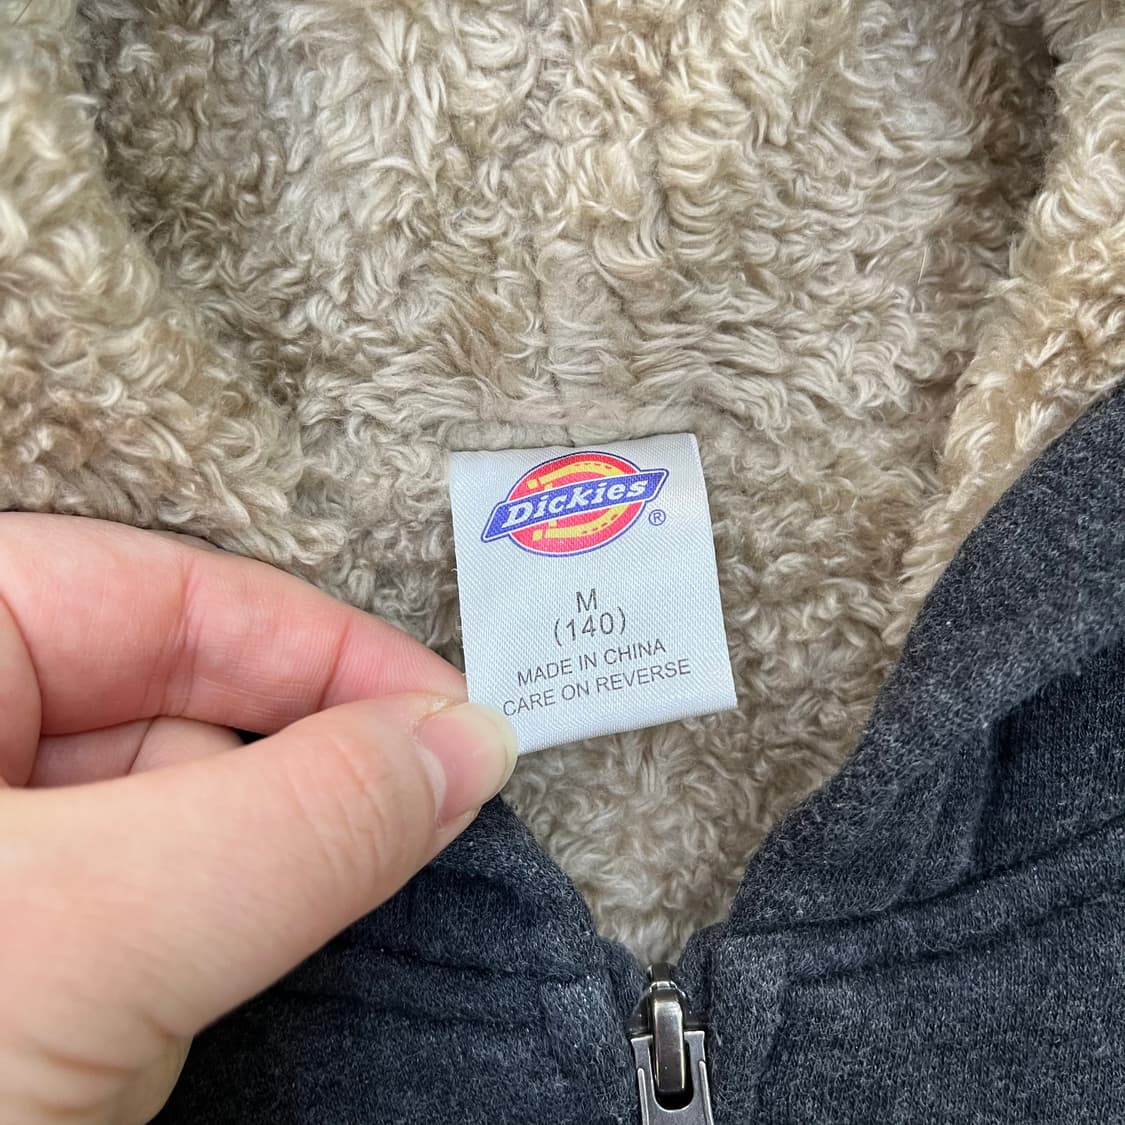 Dickies
®
M
(140)
MADE IN CHINA
CARE ON REVERSE